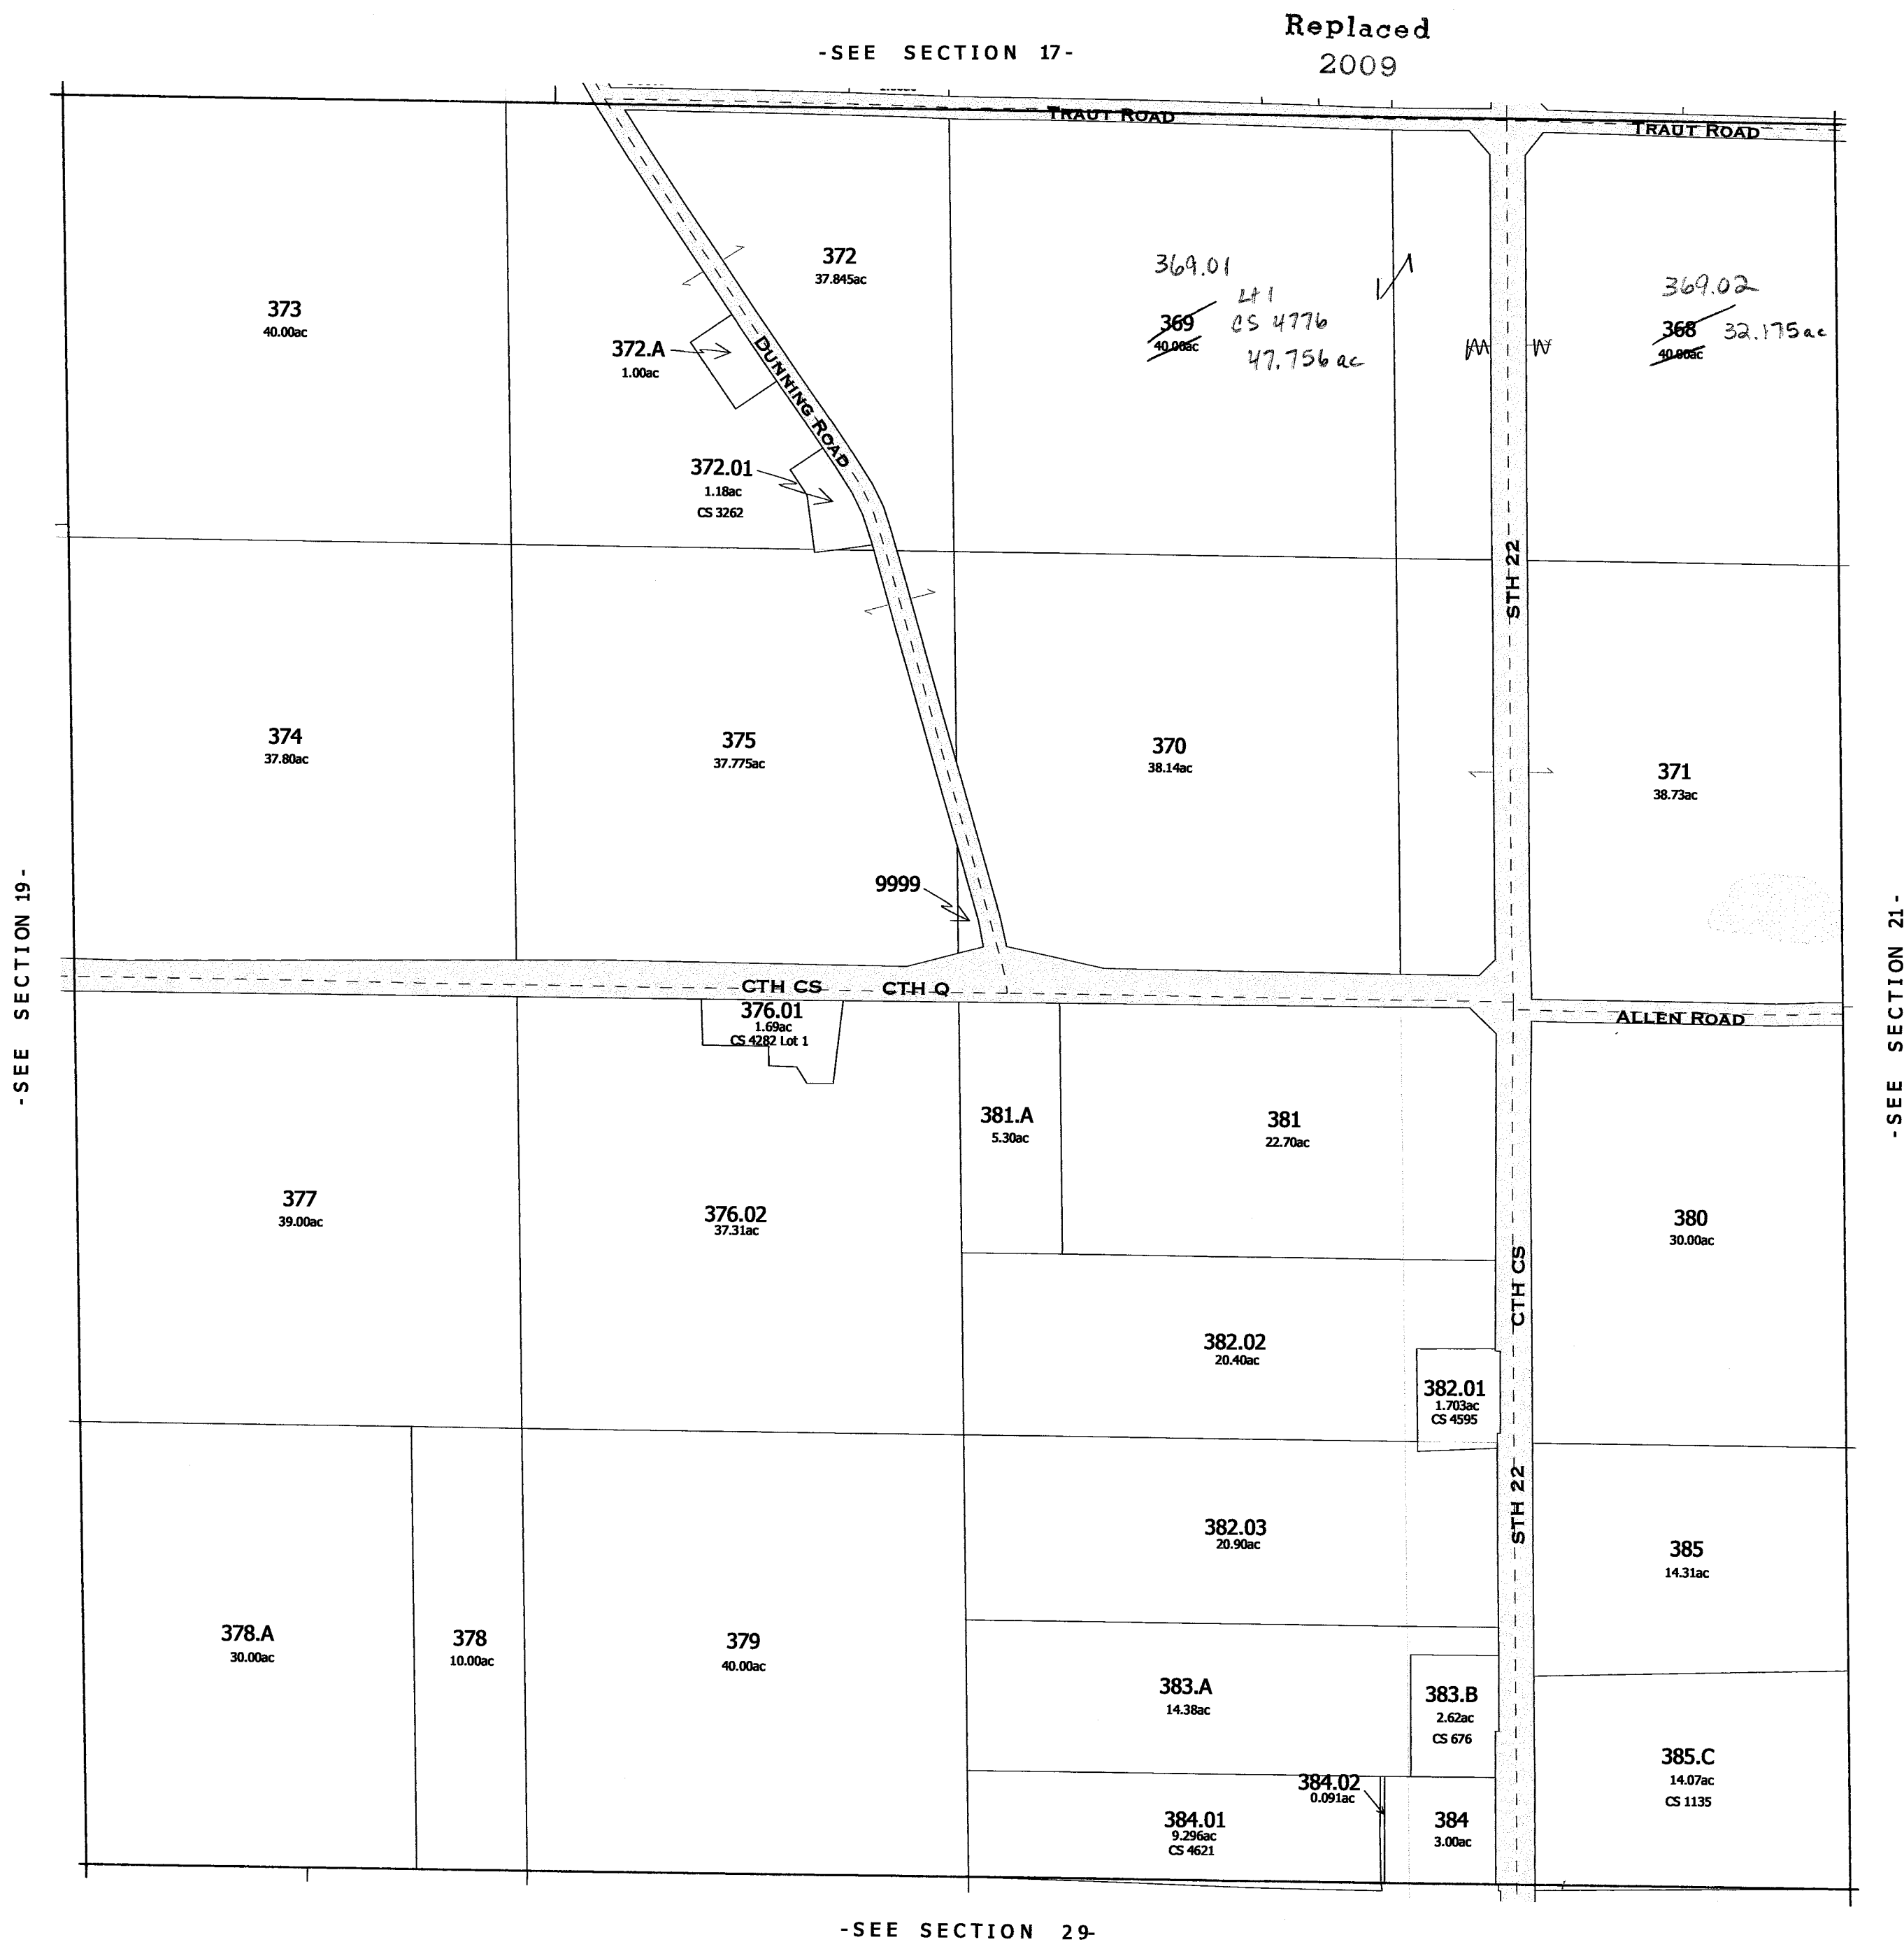 Replaced
2009
-SEE SECTION 17-
TRAUT ROAD
TRAUT ROAD
373
40.00ac
372
37.845ac
372.A
1.00ac
DUNNING ROAD
372.01
1.18ac
CS 3262
369.01
369
40.00ac
Lt 1
CS 4776
47.756 ac
369.02
368
40.00ac
32.175 ac
STH 22
374
37.80ac
375
37.775ac
370
38.14ac
371
38.73ac
9999
-SEE SECTION 19-
-SEE SECTION 21-
CTH CS
CTH Q
ALLEN ROAD
376.01
1.69ac
CS 4282 Lot 1
381.A
5.30ac
381
22.70ac
377
39.00ac
376.02
37.31ac
380
30.00ac
CTH CS
382.02
20.40ac
382.01
1.703ac
CS 4595
STH 22
382.03
20.90ac
385
14.31ac
378.A
30.00ac
378
10.00ac
379
40.00ac
383.A
14.38ac
383.B
2.62ac
CS 676
385.C
14.07ac
CS 1135
384.02
0.091ac
384.01
9.296ac
CS 4621
384
3.00ac
-SEE SECTION 29-